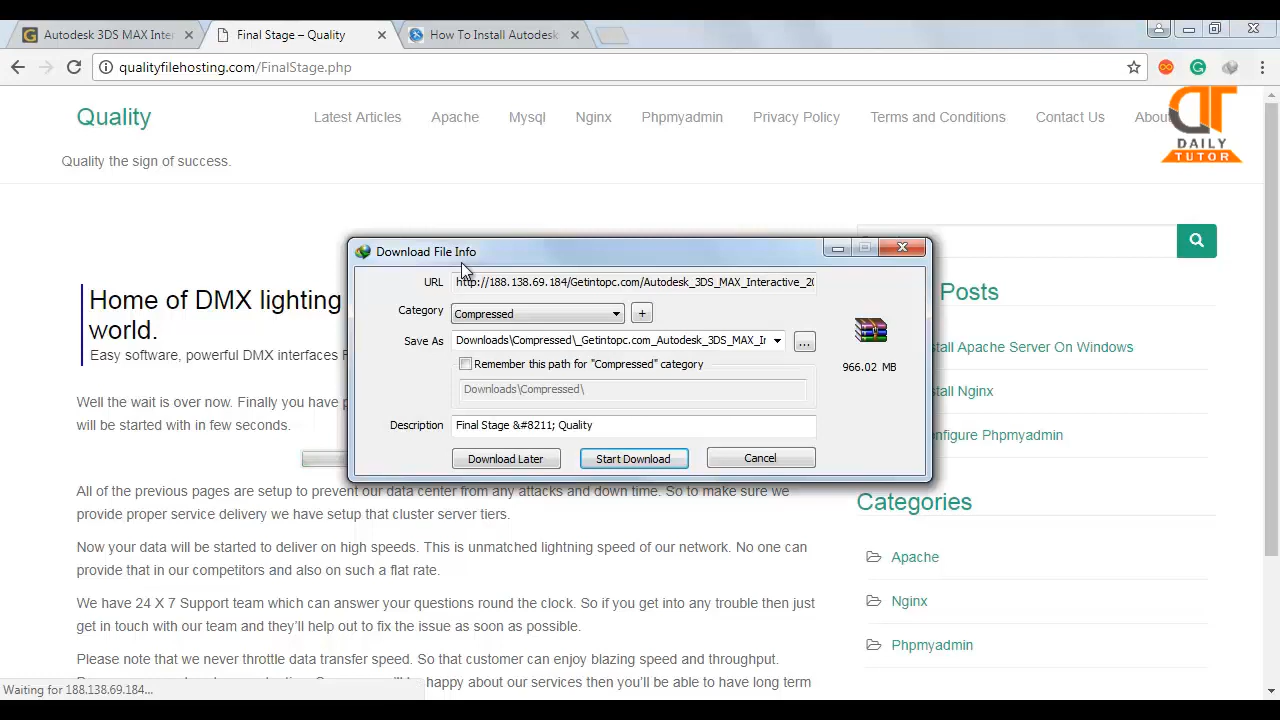 Autodesk 3DS MAX Inter
Final Stage – Quality
How To Install Autodesk
qualityfilehosting.com/FinalStage.php
Quality
Latest Articles
Apache
Mysql
Nginx
Phpmyadmin
Privacy Policy
Terms and Conditions
Contact Us
About
DAILY
TUTOR
Quality the sign of success.
Download File Info
URL
http://188.138.69.184/Getintopc.com/Autodesk_3DS_MAX_Interactive_20
Category
Compressed
+
Save As
Downloads\Compressed\_Getintopc.com_Autodesk_3DS_MAX_Ir
...
966.02 MB
Remember this path for "Compressed" category
Downloads\Compressed\
Description
Final Stage &#8211; Quality
Download Later
Start Download
Cancel
Home of DMX lighting
world.
Easy software, powerful DMX interfaces
Well the wait is over now. Finally you have
will be started with in few seconds.
All of the previous pages are setup to prevent our data center from any attacks and down time. So to make sure we
provide proper service delivery we have setup that cluster server tiers.
Now your data will be started to deliver on high speeds. This is unmatched lightning speed of our network. No one can
provide that in our competitors and also on such a flat rate.
We have 24 X 7 Support team which can answer your questions round the clock. So if you get into any trouble then just
get in touch with our team and they'll help out to fix the issue as soon as possible.
Please note that we never throttle data transfer speed. So that customer can enjoy blazing speed and throughput.
happy about our services then you'll be able to have long term
Posts
stall Apache Server On Windows
stall Nginx
onfigure Phpmyadmin
Categories
Apache
Nginx
Phpmyadmin
Waiting for 188.138.69.184...